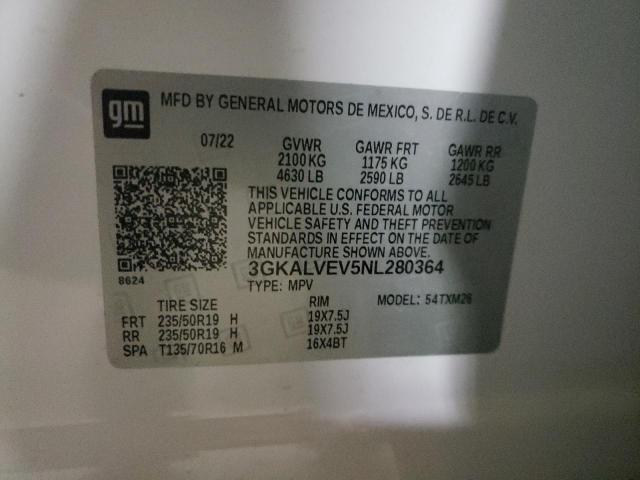 gm
MFD BY GENERAL MOTORS DE MEXICO, S. DE R.L. DE C.V.
07/22 GVWR GAWR FRT GAWR RR
2100 KG 1175 KG 1200 KG
4630 LB 2590 LB 2645 LB
THIS VEHICLE CONFORMS TO ALL
APPLICABLE U.S. FEDERAL MOTOR
VEHICLE SAFETY AND THEFT PREVENTION
STANDARDS IN EFFECT ON THE DATE OF
MANUFACTURE SHOWN ABOVE.
3GKALVEV5NL280364
8624
TYPE: MPV MODEL: 54TXM26
TIRE SIZE RIM
FRT 235/50R19 H 19X7.5J
RR 235/50R19 H 19X7.5J
SPA T135/70R16 M 16X4BT